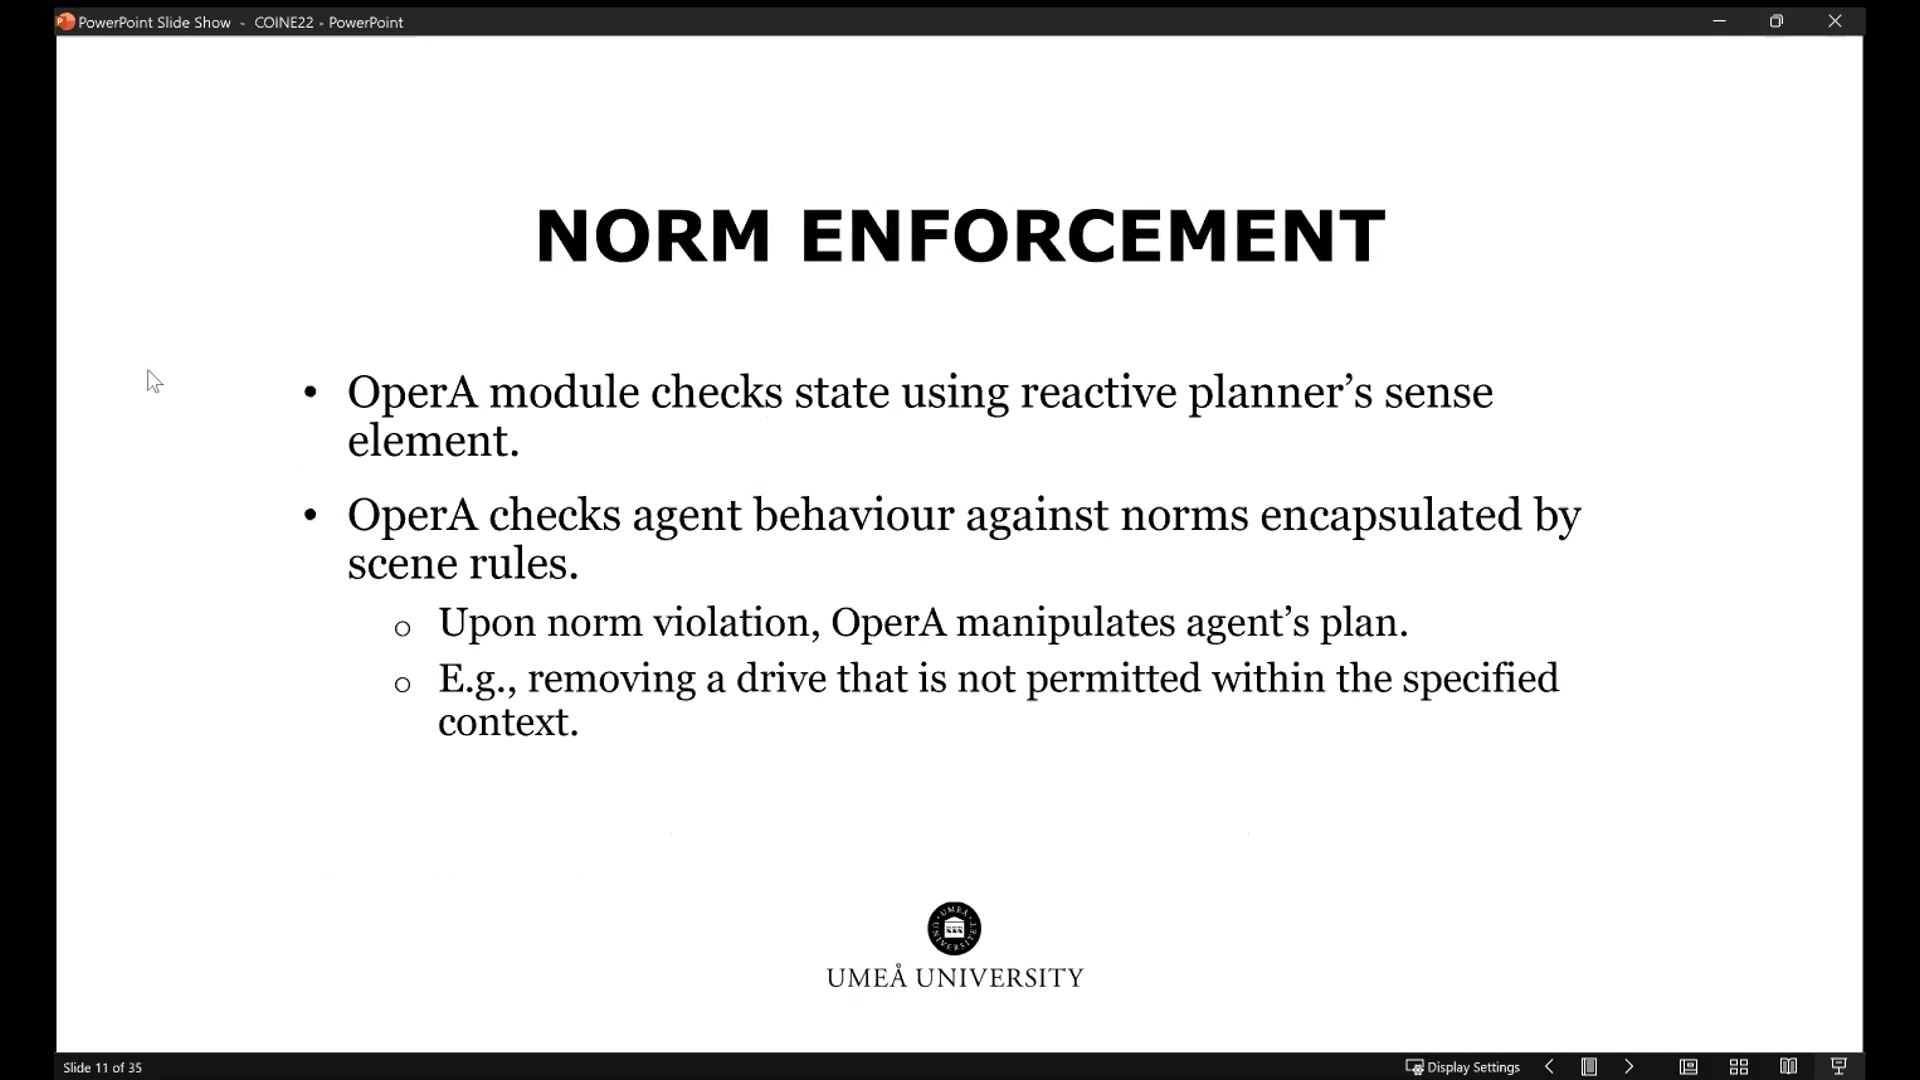 PowerPoint Slide Show - COINE22 - PowerPoint
NORM ENFORCEMENT
• OperA module checks state using reactive planner’s sense
element.
• OperA checks agent behaviour against norms encapsulated by
scene rules.
o Upon norm violation, OperA manipulates agent’s plan.
o E.g., removing a drive that is not permitted within the specified
context.
UMEÅ UNIVERSITET
UMEÅ UNIVERSITY
Slide 11 of 35
Display Settings